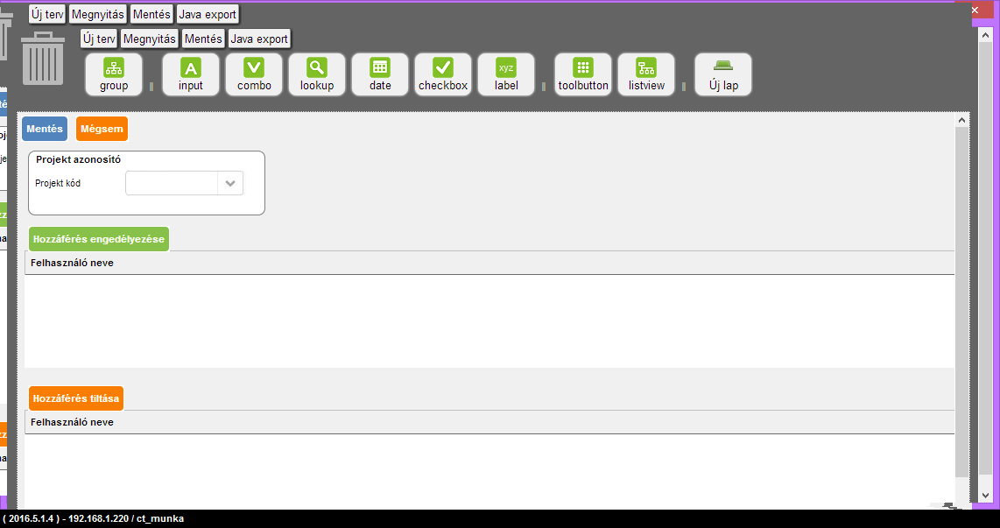 Új terv Megnyitás Mentés Java export
Új terv Megnyitás Mentés Java export
A V xyz
group input combo lookup date checkbox label toolbutton listview Új lap
Mentés Mégsem
Projekt azonosító
Projekt kód
Hozzáférés engedélyezése
Felhasználó neve
Hozzáférés tiltása
Felhasználó neve
( 2016.5.1.4 ) - 192.168.1.220 / ct_munka